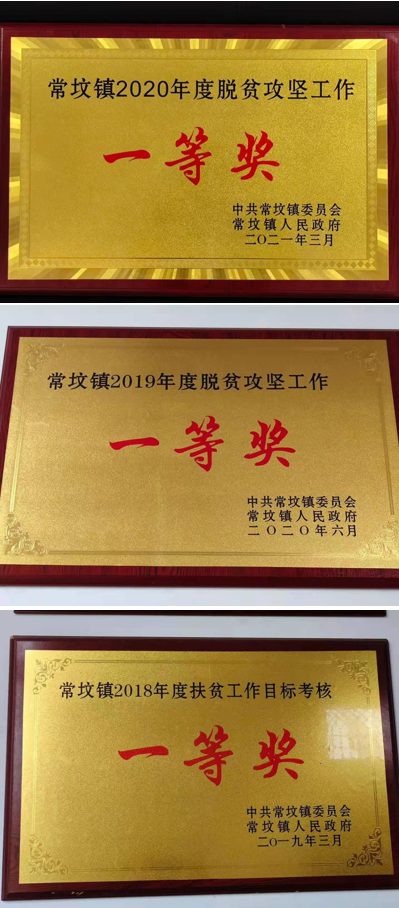 常坟镇2020年度脱贫攻坚工作
一等奖
中共常坟镇委员会
常坟镇人民政府
二〇二一年三月
常坟镇2019年度脱贫攻坚工作
一等奖
中共常坟镇委员会
常坟镇人民政府
二〇二〇年六月
常坟镇2018年度扶贫工作目标考核
一等奖
中共常坟镇委员会
常坟镇人民政府
二〇一九年三月